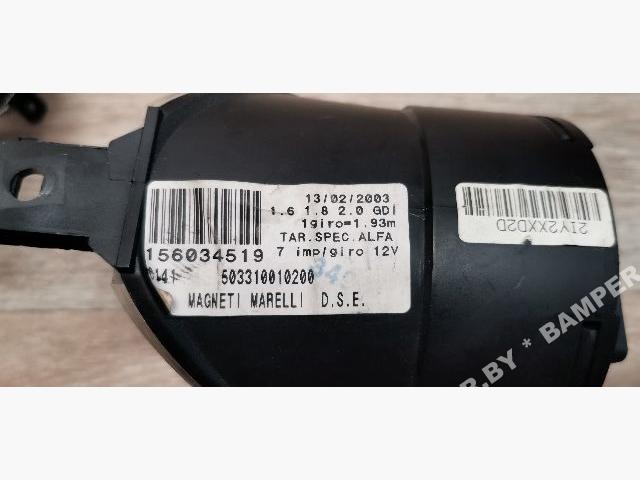 13/02/2003
1.6 1.8 2.0 GDI
1giro=1.93m
TAR.SPEC.ALFA
156034519 7 imp/giro 12V
503310010200
MAGNETI MARELLI D.S.E.
21Y2XXD2D
R.BY * BAMPER